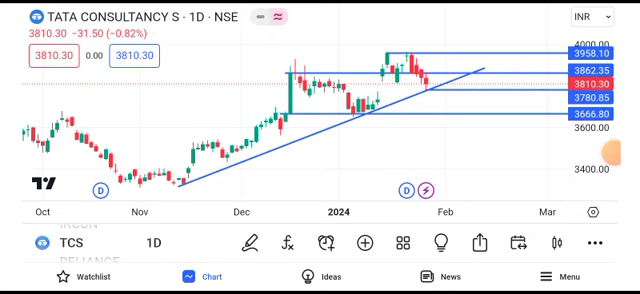 TATA CONSULTANCY S · 1D · NSE
INR
3810.30 −31.50 (−0.82%)
3810.30 0.00 3810.30
4000.00
3958.10
3862.35
3810.30
3780.85
3666.80
3600.00
3400.00
D D
Oct Nov Dec 2024 Feb Mar
IRCON
TCS 1D
RELIANCE
Watchlist Chart Ideas News Menu